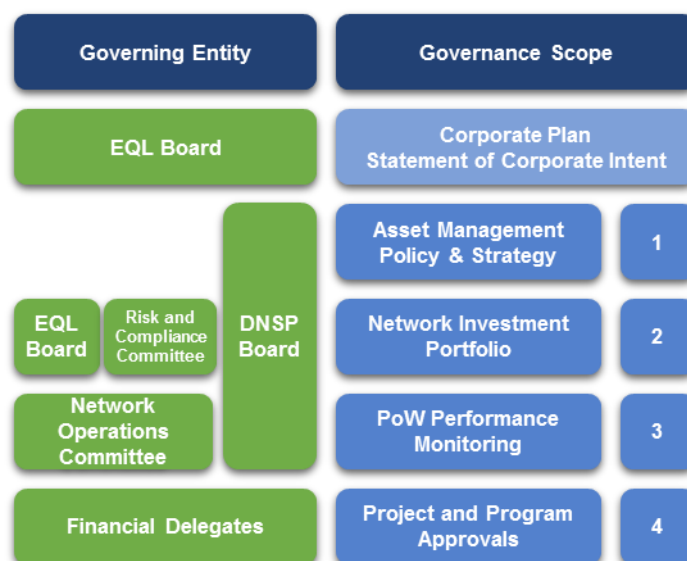 Governing Entity
Governance Scope
EQL Board
Corporate Plan
Statement of Corporate Intent
Asset Management
Policy & Strategy
1
EQL
Board
Risk and
Compliance
Committee
DNSP
Board
Network Investment
Portfolio
2
Network
Operations
Committee
PoW Performance
Monitoring
3
Financial Delegates
Project and Program
Approvals
4